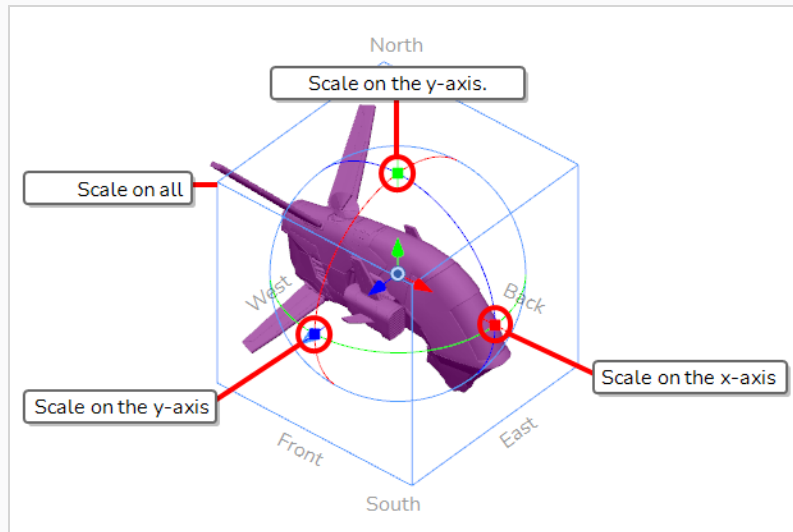 North
Scale on the y-axis.
Scale on all
West
Back
Scale on the x-axis
Scale on the y-axis
Front
East
South